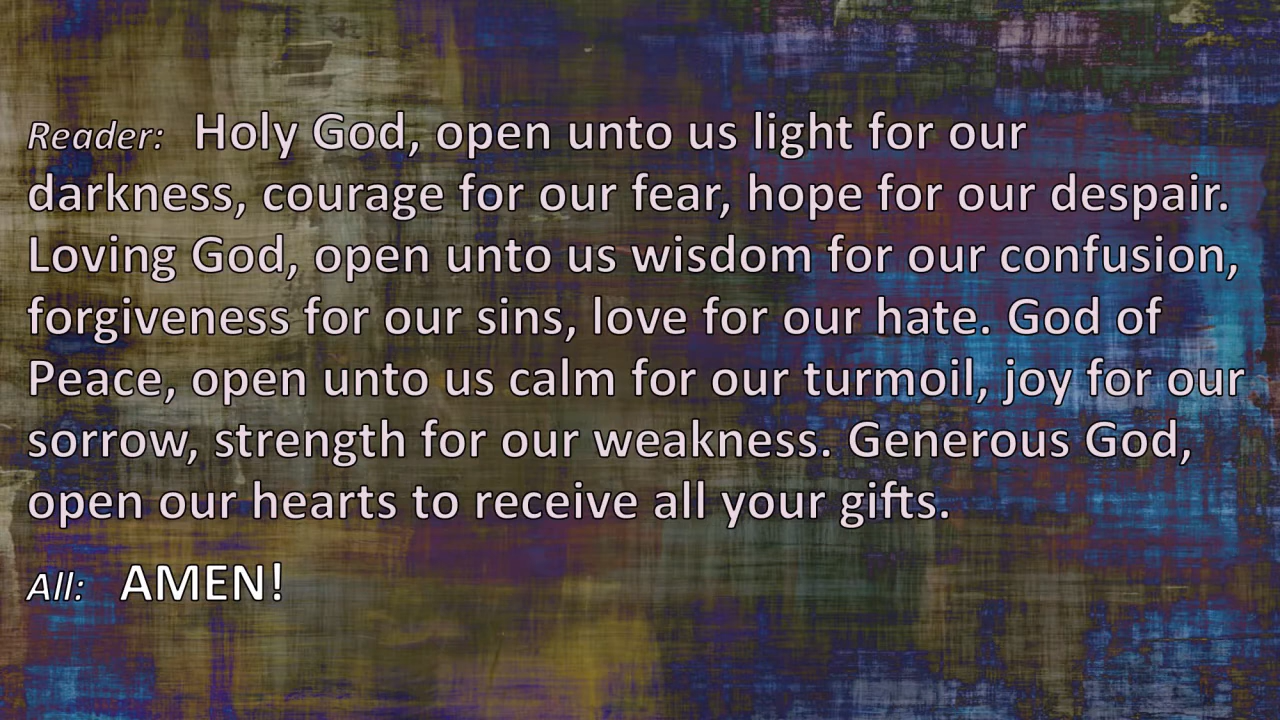 Reader: Holy God, open unto us light for our
darkness, courage for our fear, hope for our despair.
Loving God, open unto us wisdom for our confusion,
forgiveness for our sins, love for our hate. God of
Peace, open unto us calm for our turmoil, joy for our
sorrow, strength for our weakness. Generous God,
open our hearts to receive all your gifts.
All: AMEN!